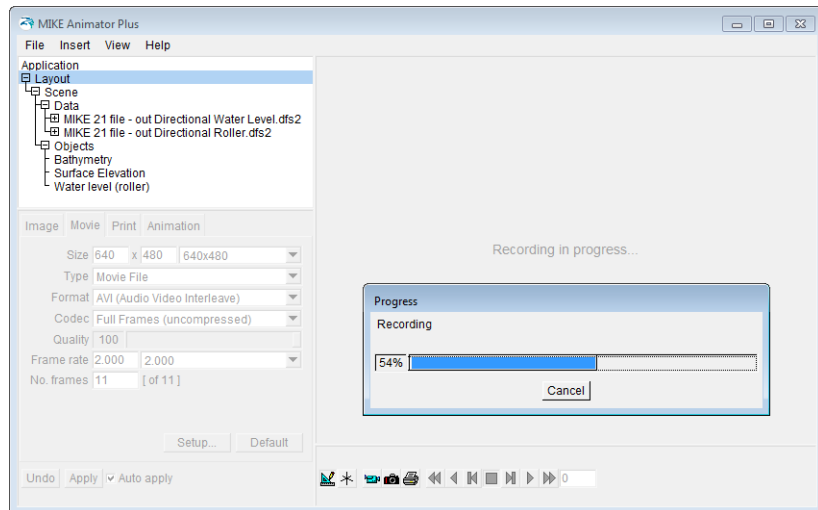 MIKE Animator Plus
File Insert View Help
Application
Layout
Scene
Data
MIKE 21 file - out Directional Water Level.dfs2
MIKE 21 file - out Directional Roller.dfs2
Objects
Bathymetry
Surface Elevation
Water level (roller)
Image Movie Print Animation
Size 640 x 480 640x480
Type Movie File
Format AVI (Audio Video Interleave)
Codec Full Frames (uncompressed)
Quality 100
Frame rate 2.000 2.000
No. frames 11 [ of 11 ]
Setup... Default
Undo Apply Auto apply
Recording in progress...
Progress
Recording
54%
Cancel
0